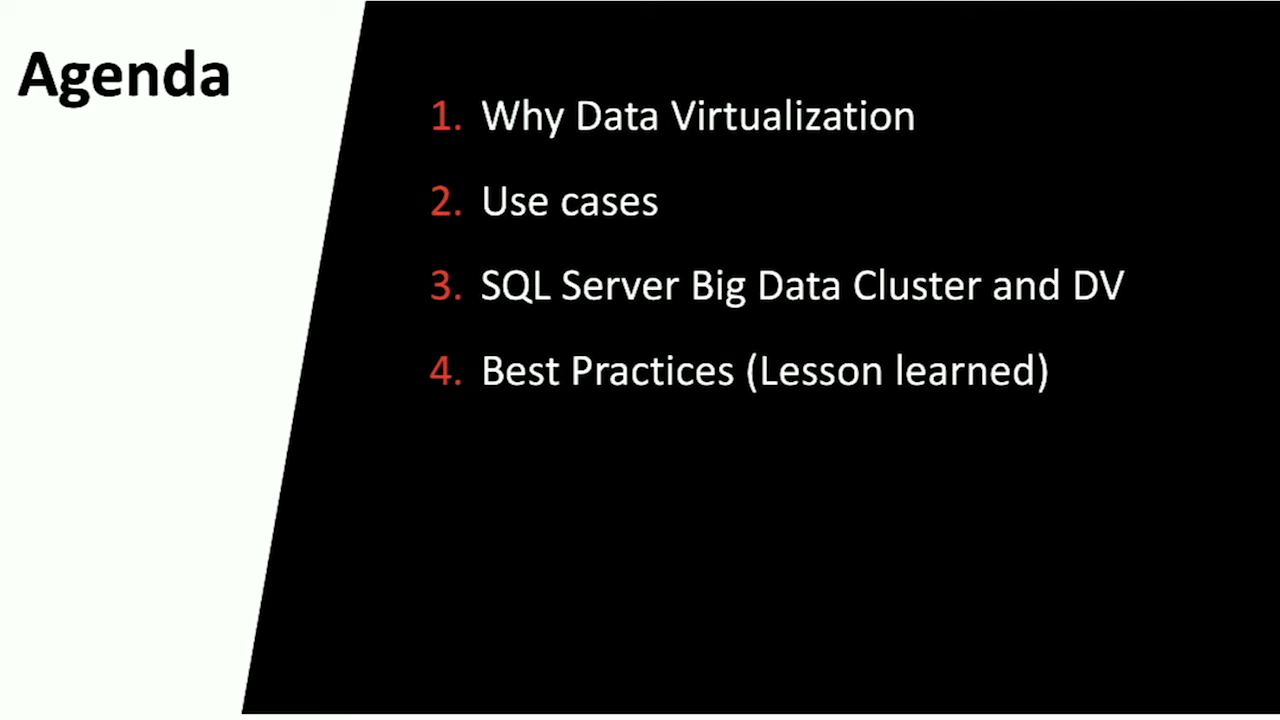 Agenda
1. Why Data Virtualization
2. Use cases
3. SQL Server Big Data Cluster and DV
4. Best Practices (Lesson learned)